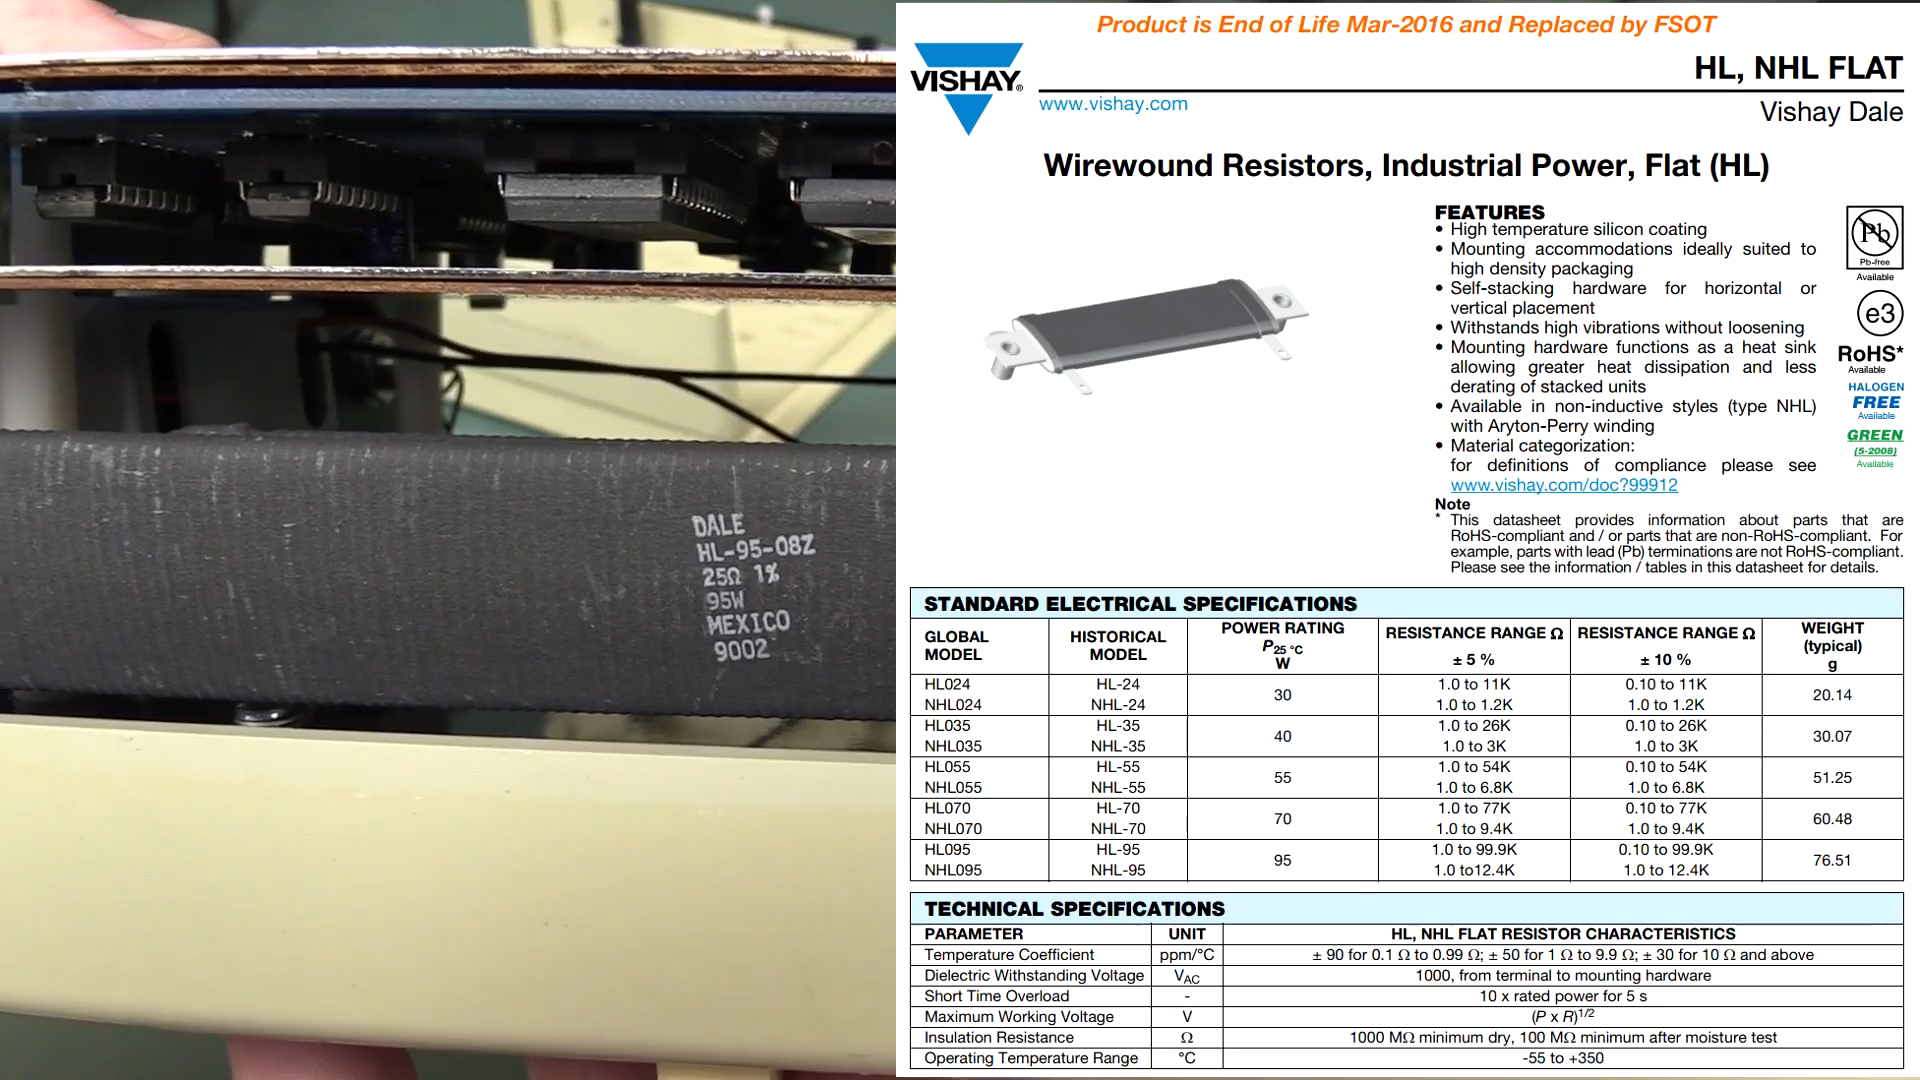 DALE
HL-95-08Z
25Ω 1%
95W
MEXICO
9002
Product is End of Life Mar-2016 and Replaced by FSOT
VISHAY®
www.vishay.com
HL, NHL FLAT
Vishay Dale
Wirewound Resistors, Industrial Power, Flat (HL)
FEATURES
• High temperature silicon coating
• Mounting accommodations ideally suited to
high density packaging
• Self-stacking hardware for horizontal or
vertical placement
• Withstands high vibrations without loosening
• Mounting hardware functions as a heat sink
allowing greater heat dissipation and less
derating of stacked units
• Available in non-inductive styles (type NHL)
with Aryton-Perry winding
• Material categorization:
for definitions of compliance please see
www.vishay.com/doc?99912
Note
* This datasheet provides information about parts that are
RoHS-compliant and / or parts that are non-RoHS-compliant. For
example, parts with lead (Pb) terminations are not RoHS-compliant.
Please see the information / tables in this datasheet for details.
Pb
Pb-free
Available
e3
RoHS*
Available
HALOGEN
FREE
Available
GREEN
(5-2008)
Available
STANDARD ELECTRICAL SPECIFICATIONS
GLOBAL MODEL HISTORICAL MODEL POWER RATING P25 °C W RESISTANCE RANGE Ω ± 5 % RESISTANCE RANGE Ω ± 10 % WEIGHT (typical) g
HL024 HL-24 30 1.0 to 11K 0.10 to 11K 20.14
NHL024 NHL-24 1.0 to 1.2K 1.0 to 1.2K
HL035 HL-35 40 1.0 to 26K 0.10 to 26K 30.07
NHL035 NHL-35 1.0 to 3K 1.0 to 3K
HL055 HL-55 55 1.0 to 54K 0.10 to 54K 51.25
NHL055 NHL-55 1.0 to 6.8K 1.0 to 6.8K
HL070 HL-70 70 1.0 to 77K 0.10 to 77K 60.48
NHL070 NHL-70 1.0 to 9.4K 1.0 to 9.4K
HL095 HL-95 95 1.0 to 99.9K 0.10 to 99.9K 76.51
NHL095 NHL-95 1.0 to12.4K 1.0 to 12.4K
TECHNICAL SPECIFICATIONS
PARAMETER UNIT HL, NHL FLAT RESISTOR CHARACTERISTICS
Temperature Coefficient ppm/°C ± 90 for 0.1 Ω to 0.99 Ω; ± 50 for 1 Ω to 9.9 Ω; ± 30 for 10 Ω and above
Dielectric Withstanding Voltage VAC 1000, from terminal to mounting hardware
Short Time Overload - 10 x rated power for 5 s
Maximum Working Voltage V (P x R)1/2
Insulation Resistance Ω 1000 MΩ minimum dry, 100 MΩ minimum after moisture test
Operating Temperature Range °C -55 to +350